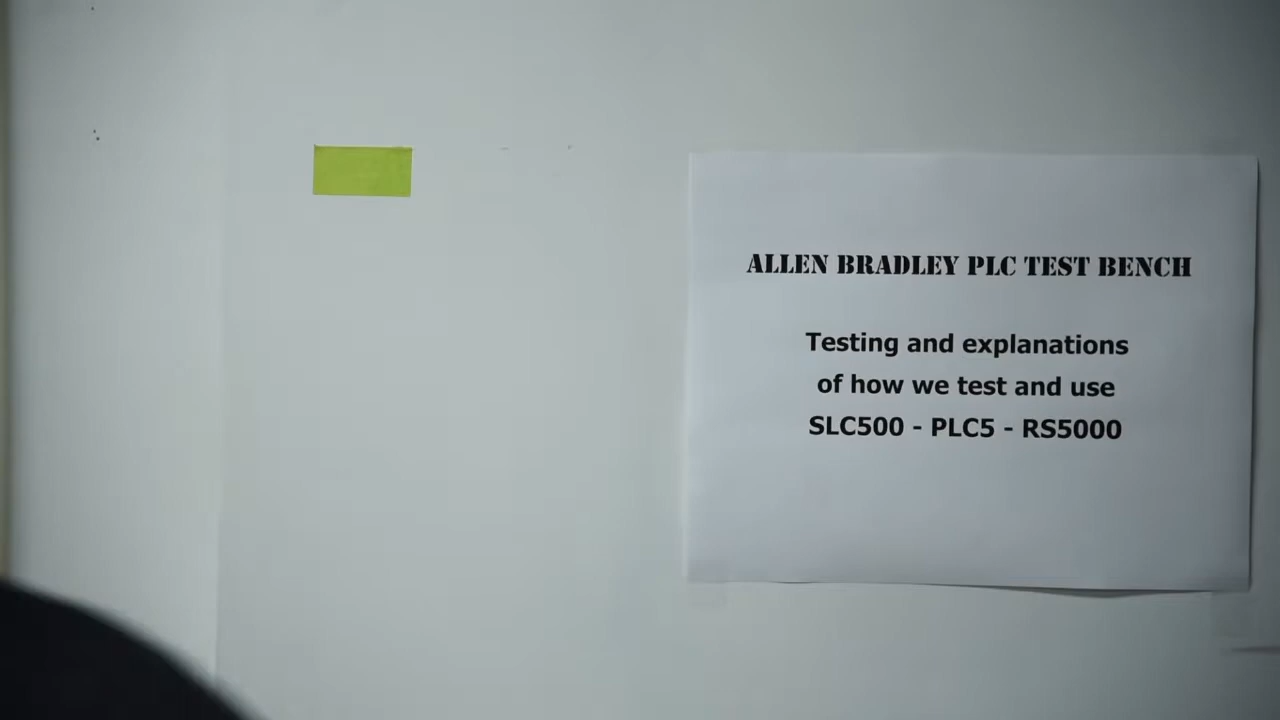 ALLEN BRADLEY PLC TEST BENCH
Testing and explanations
of how we test and use
SLC500 - PLC5 - RS5000